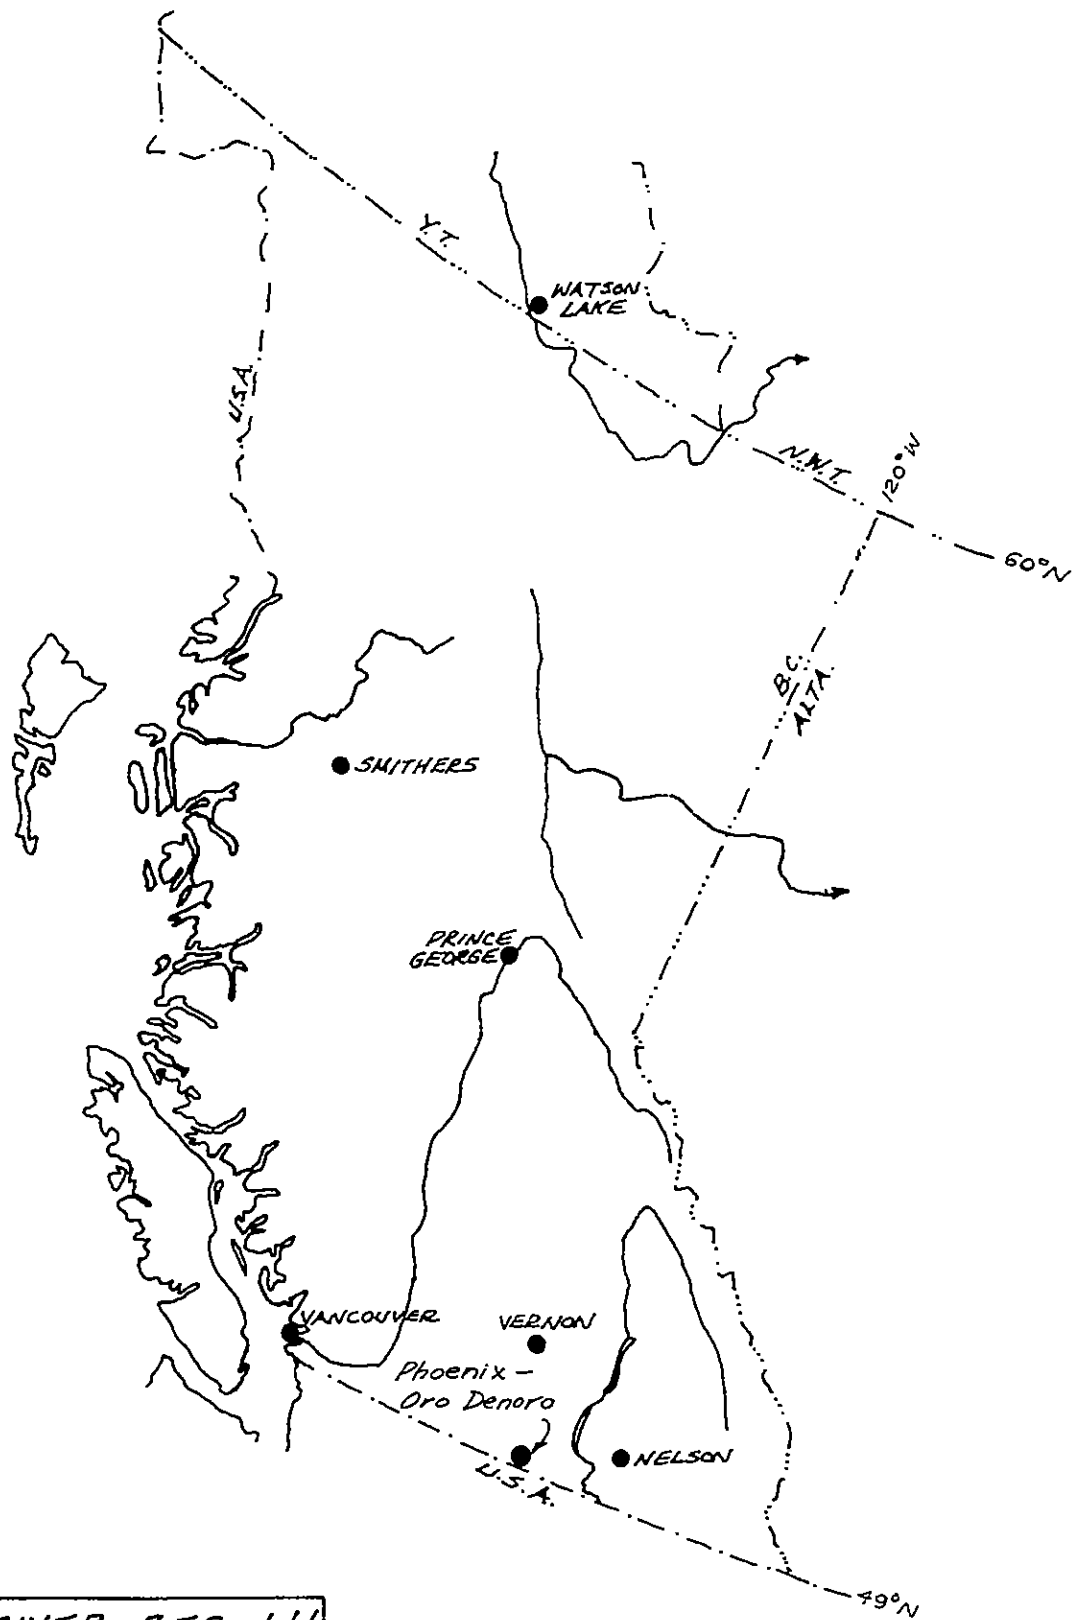 Y.T.
WATSON
LAKE
U.S.A.
N.W.T.
120°W
60°N
B.C.
ALTA.
SMITHERS
PRINCE
GEORGE
VANCOUVER
VERNON
Phoenix –
Oro Denoro
NELSON
U.S.A.
49°N